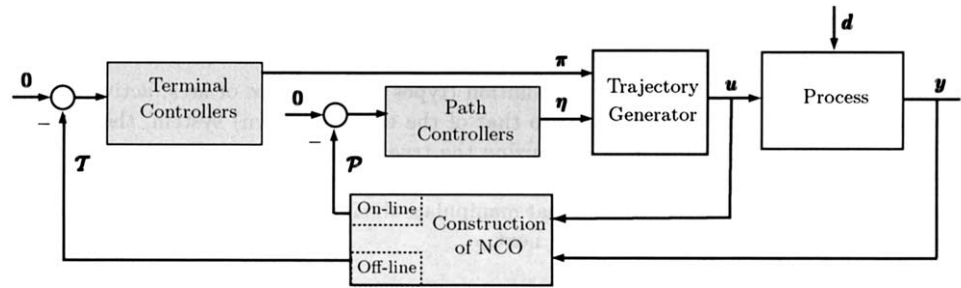 d
0
Terminal
Controllers
π
Trajectory
Generator
u
Process
y
0
Path
Controllers
η
−
−
T
P
On-line
Construction
of NCO
Off-line